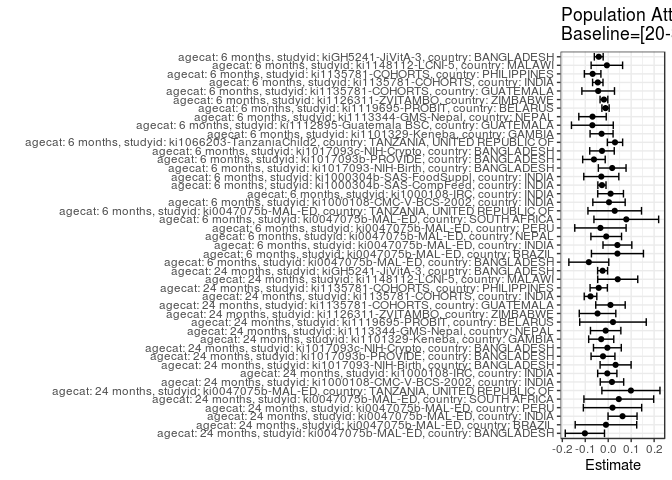 Population Att
Baseline=[20-
agecat: 6 months, studyid: kiGH5241-JiVitA-3, country: BANGLADESH
agecat: 6 months, studyid: ki1148112-LCNI-5, country: MALAWI
agecat: 6 months, studyid: ki1135781-COHORTS, country: PHILIPPINES
agecat: 6 months, studyid: ki1135781-COHORTS, country: INDIA
agecat: 6 months, studyid: ki1135781-COHORTS, country: GUATEMALA
agecat: 6 months, studyid: ki1126311-ZVITAMBO, country: ZIMBABWE
agecat: 6 months, studyid: ki1119695-PROBIT, country: BELARUS
agecat: 6 months, studyid: ki1113344-GMS-Nepal, country: NEPAL
agecat: 6 months, studyid: ki1112895-Guatemala BSC, country: GUATEMALA
agecat: 6 months, studyid: ki1101329-Keneba, country: GAMBIA
agecat: 6 months, studyid: ki1066203-TanzaniaChild2, country: TANZANIA, UNITED REPUBLIC OF
agecat: 6 months, studyid: ki1017093c-NIH-Crypto, country: BANGLADESH
agecat: 6 months, studyid: ki1017093b-PROVIDE, country: BANGLADESH
agecat: 6 months, studyid: ki1017093-NIH-Birth, country: BANGLADESH
agecat: 6 months, studyid: ki1000304b-SAS-FoodSuppl, country: INDIA
agecat: 6 months, studyid: ki1000304b-SAS-CompFeed, country: INDIA
agecat: 6 months, studyid: ki1000108-IRC, country: INDIA
agecat: 6 months, studyid: ki1000108-CMC-V-BCS-2002, country: INDIA
agecat: 6 months, studyid: ki0047075b-MAL-ED, country: TANZANIA, UNITED REPUBLIC OF
agecat: 6 months, studyid: ki0047075b-MAL-ED, country: SOUTH AFRICA
agecat: 6 months, studyid: ki0047075b-MAL-ED, country: PERU
agecat: 6 months, studyid: ki0047075b-MAL-ED, country: NEPAL
agecat: 6 months, studyid: ki0047075b-MAL-ED, country: INDIA
agecat: 6 months, studyid: ki0047075b-MAL-ED, country: BRAZIL
agecat: 6 months, studyid: ki0047075b-MAL-ED, country: BANGLADESH
agecat: 24 months, studyid: kiGH5241-JiVitA-3, country: BANGLADESH
agecat: 24 months, studyid: ki1148112-LCNI-5, country: MALAWI
agecat: 24 months, studyid: ki1135781-COHORTS, country: PHILIPPINES
agecat: 24 months, studyid: ki1135781-COHORTS, country: INDIA
agecat: 24 months, studyid: ki1135781-COHORTS, country: GUATEMALA
agecat: 24 months, studyid: ki1126311-ZVITAMBO, country: ZIMBABWE
agecat: 24 months, studyid: ki1119695-PROBIT, country: BELARUS
agecat: 24 months, studyid: ki1113344-GMS-Nepal, country: NEPAL
agecat: 24 months, studyid: ki1101329-Keneba, country: GAMBIA
agecat: 24 months, studyid: ki1017093c-NIH-Crypto, country: BANGLADESH
agecat: 24 months, studyid: ki1017093b-PROVIDE, country: BANGLADESH
agecat: 24 months, studyid: ki1017093-NIH-Birth, country: BANGLADESH
agecat: 24 months, studyid: ki1000108-IRC, country: INDIA
agecat: 24 months, studyid: ki1000108-CMC-V-BCS-2002, country: INDIA
agecat: 24 months, studyid: ki0047075b-MAL-ED, country: TANZANIA, UNITED REPUBLIC OF
agecat: 24 months, studyid: ki0047075b-MAL-ED, country: SOUTH AFRICA
agecat: 24 months, studyid: ki0047075b-MAL-ED, country: PERU
agecat: 24 months, studyid: ki0047075b-MAL-ED, country: INDIA
agecat: 24 months, studyid: ki0047075b-MAL-ED, country: BRAZIL
agecat: 24 months, studyid: ki0047075b-MAL-ED, country: BANGLADESH
-0.2 -0.1 0.0 0.1 0.2
Estimate